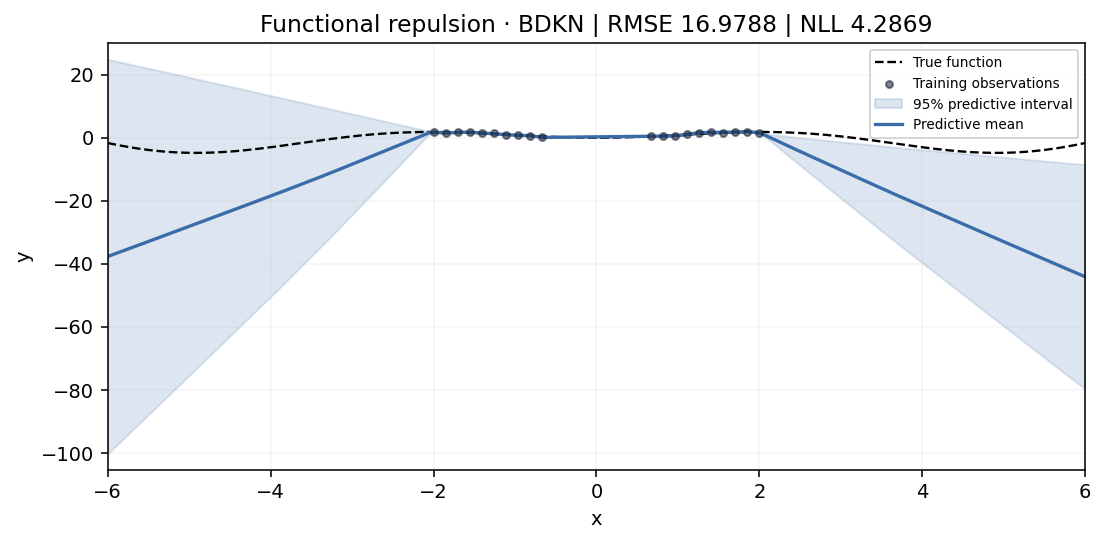 Functional repulsion · BDKN | RMSE 16.9788 | NLL 4.2869
True function
Training observations
95% predictive interval
Predictive mean
y
20
0
−20
−40
−60
−80
−100
−6
−4
−2
0
2
4
6
x